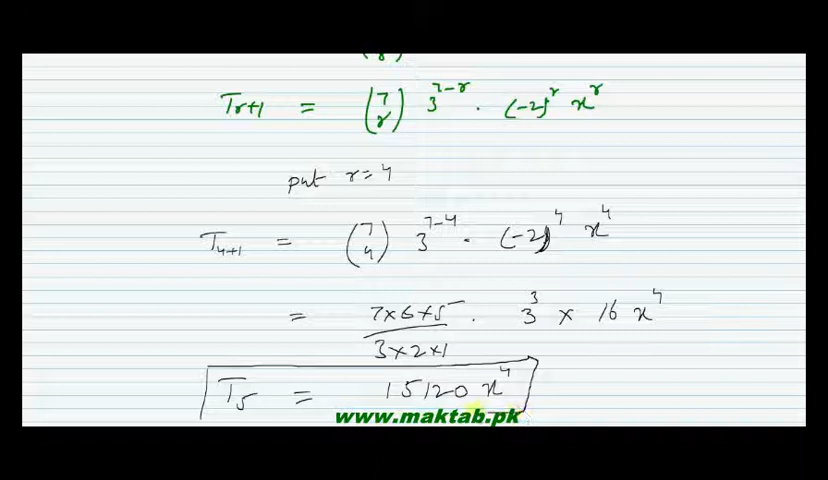 (r)
Tr+1 = (7 r) 3^7-r . (-2)^r x^r
put r=4
T4+1 = (7 4) 3^7-4 . (-2)^4 x^4
= 7×6×5/3×2×1 . 3^3 × 16 x^4
T5 = 15120 x^4
www.maktab.pk